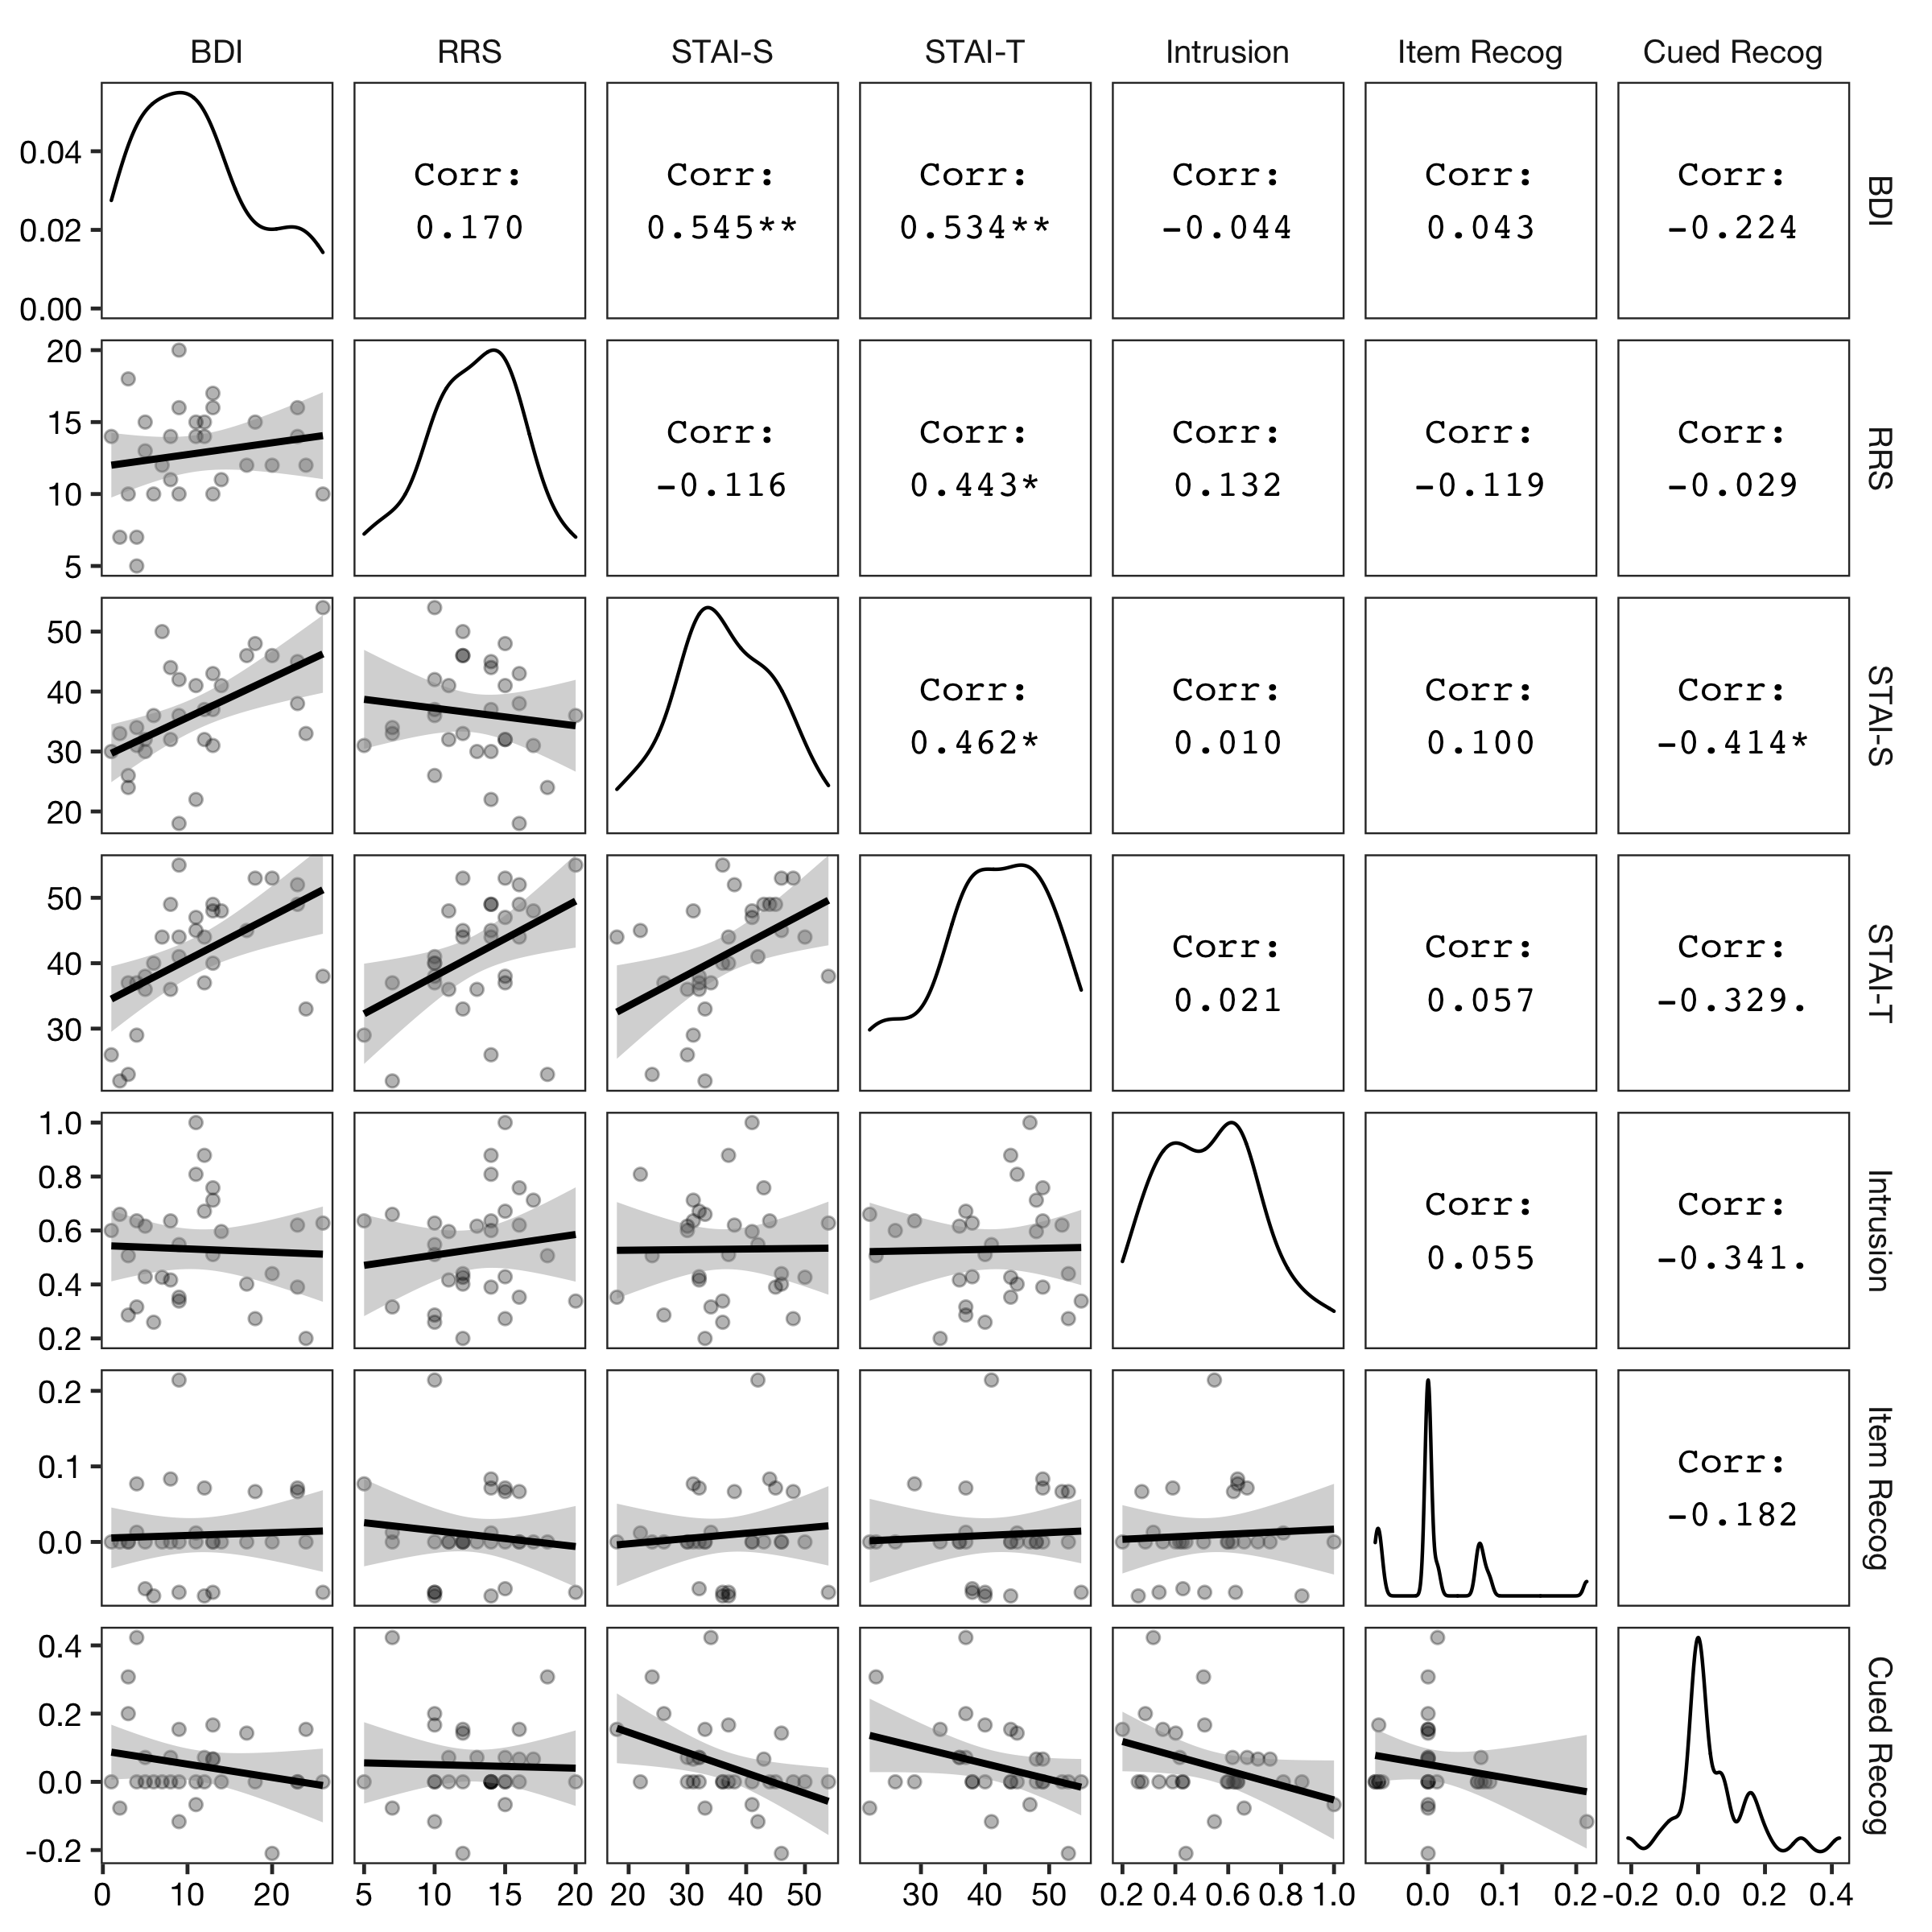 BDI RRS STAI-S STAI-T Intrusion Item Recog Cued Recog
0.04
0.02
0.00
Corr: Corr: Corr: Corr: Corr: Corr:
0.170 0.545** 0.534** -0.044 0.043 -0.224
BDI
20
15
10
5
Corr: Corr: Corr: Corr: Corr:
-0.116 0.443* 0.132 -0.119 -0.029
RRS
50
40
30
20
Corr: Corr: Corr: Corr:
0.462* 0.010 0.100 -0.414*
STAI-S
50
40
30
Corr: Corr: Corr:
0.021 0.057 -0.329.
STAI-T
1.0
0.8
0.6
0.4
0.2
Corr: Corr:
0.055 -0.341.
Intrusion
0.2
0.1
0.0
Corr:
-0.182
Item Recog
0.4
0.2
0.0
-0.2
Cued Recog
0 10 20 5 10 15 20 20 30 40 50 30 40 50 0.2 0.4 0.6 0.8 1.0 0.0 0.1 0.2 -0.2 0.0 0.2 0.4